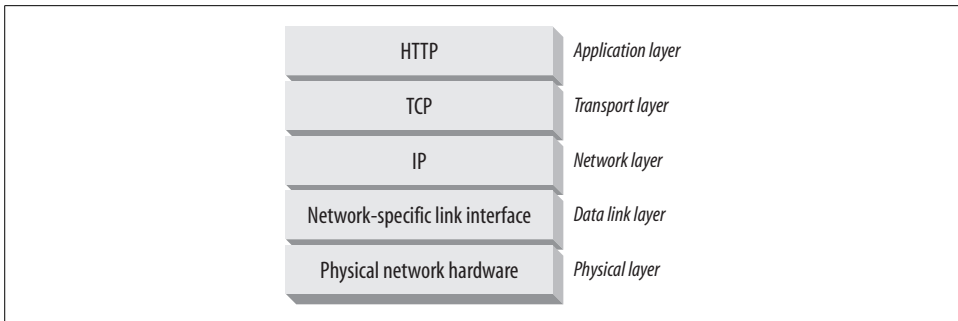 HTTP Application layer
TCP Transport layer
IP Network layer
Network-specific link interface Data link layer
Physical network hardware Physical layer